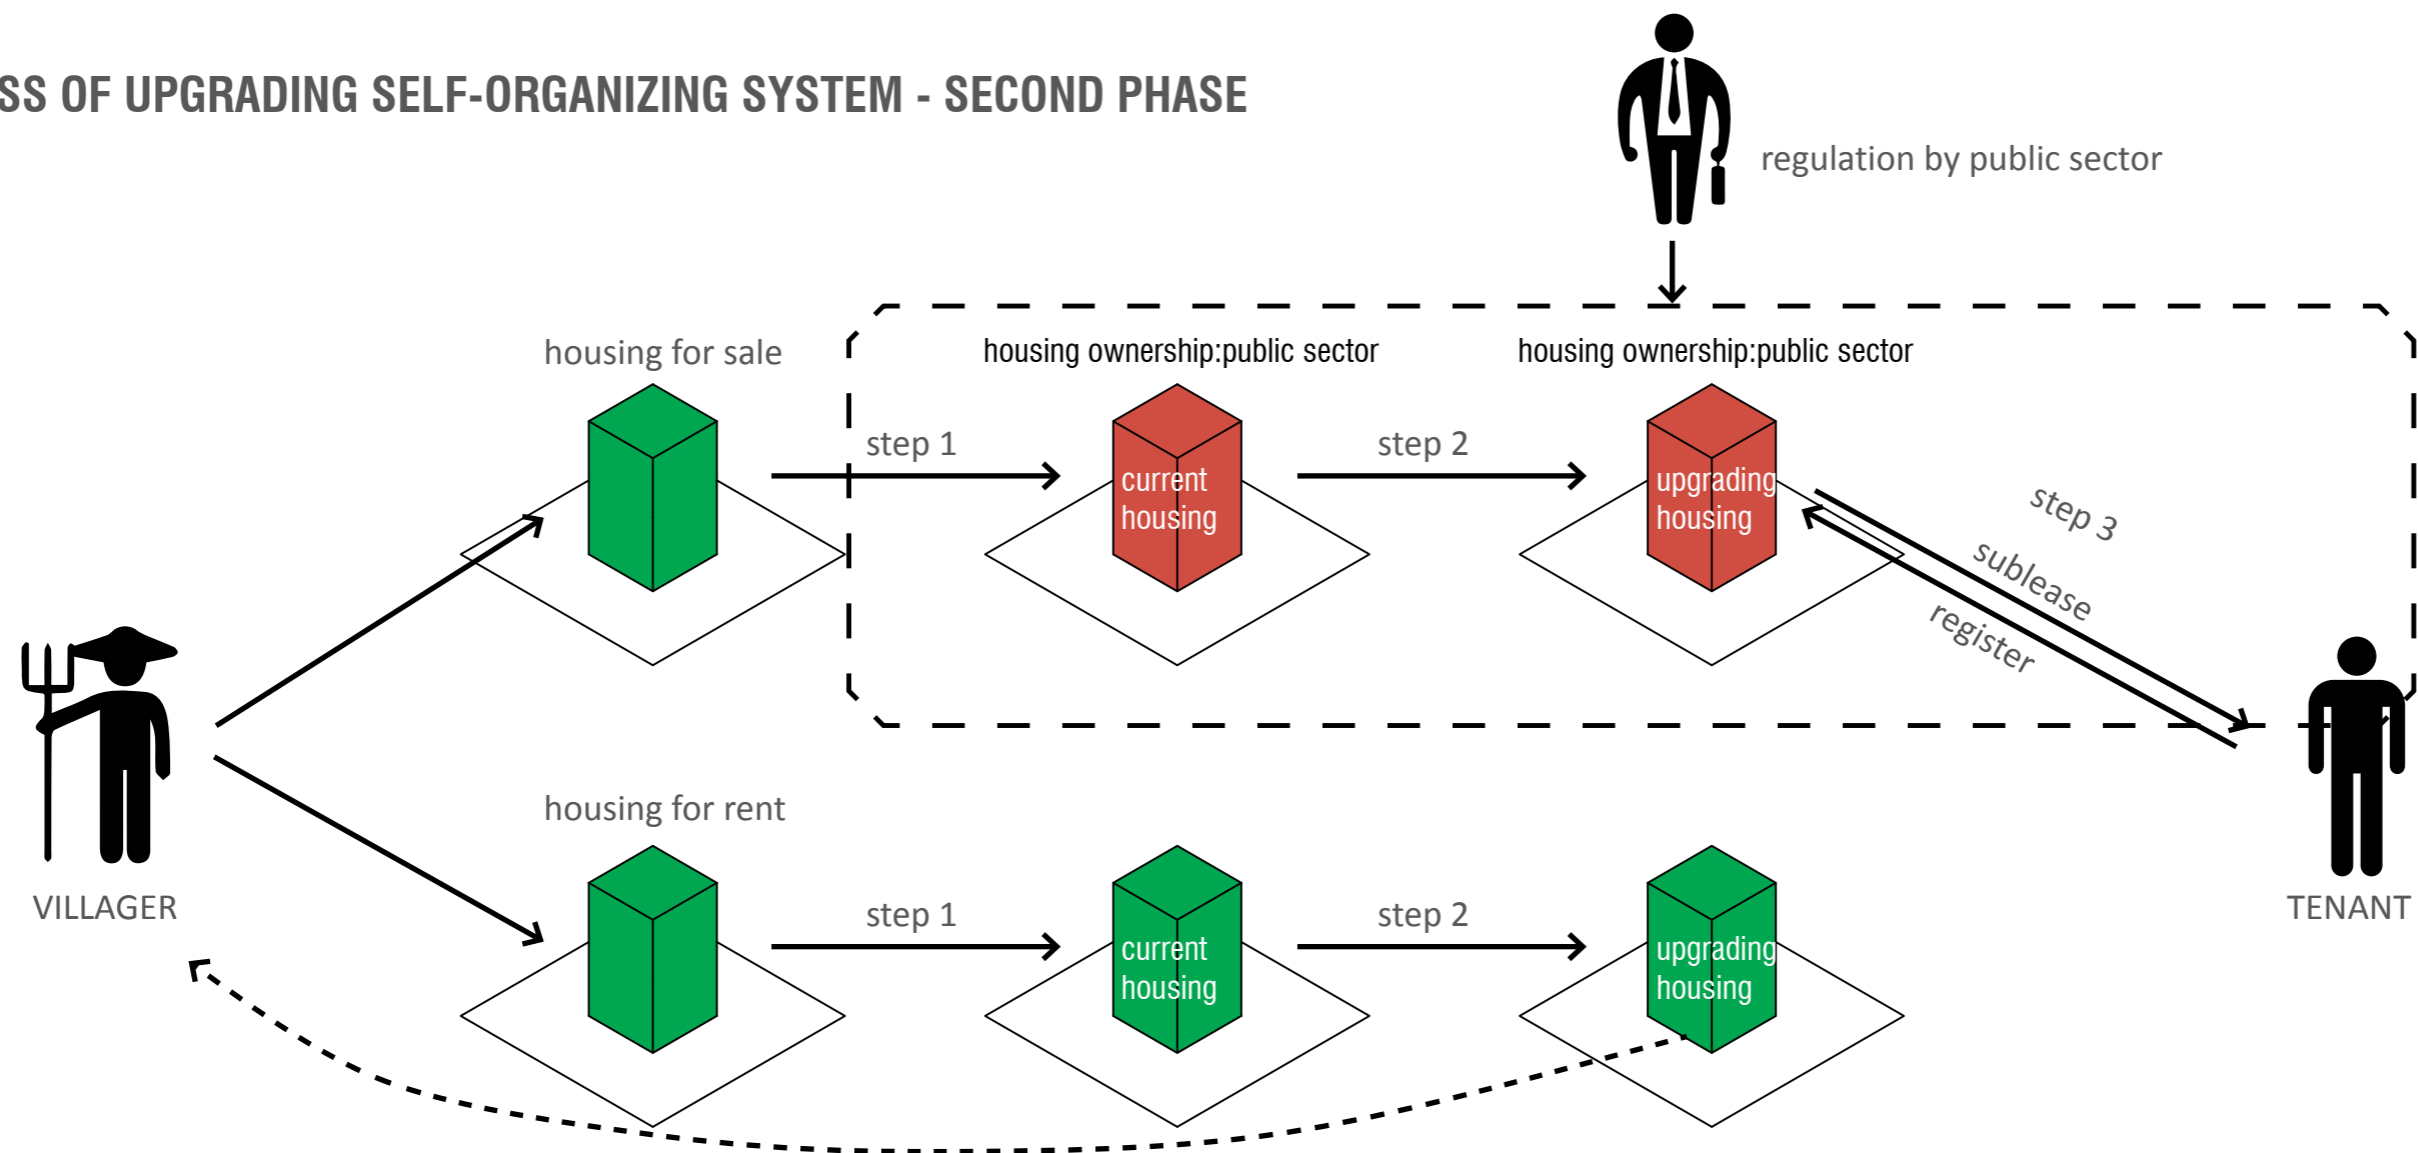 SS OF UPGRADING SELF-ORGANIZING SYSTEM - SECOND PHASE
regulation by public sector
housing for sale
housing ownership:public sector
housing ownership:public sector
step 1
current
housing
step 2
upgrading
housing
step 3
sublease
register
VILLAGER
TENANT
housing for rent
step 1
current
housing
step 2
upgrading
housing